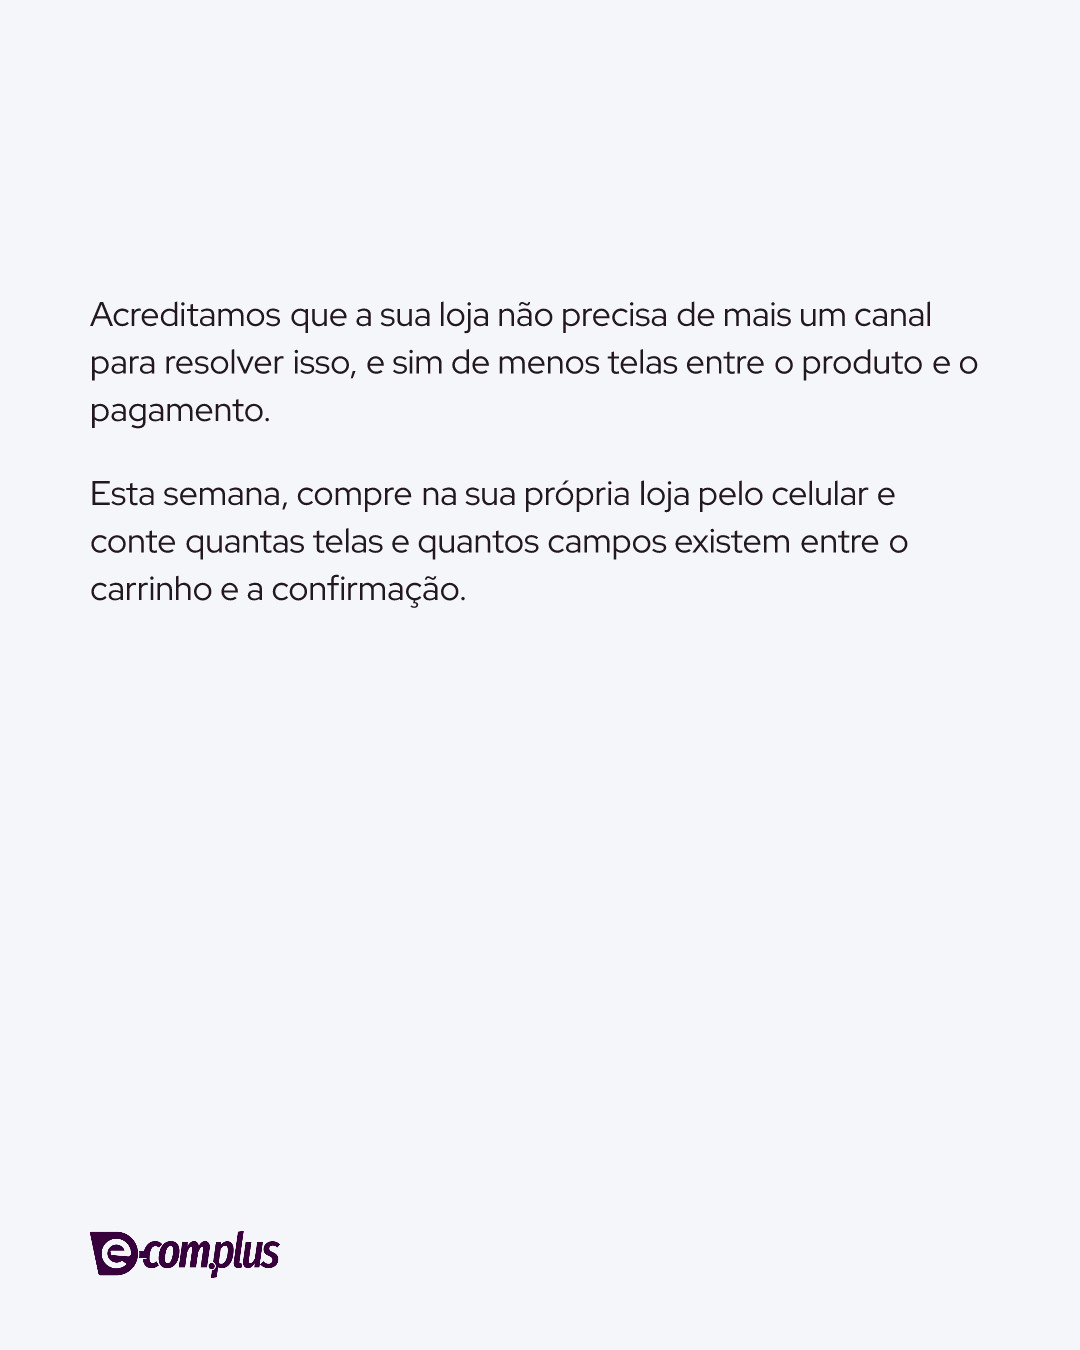 Acreditamos que a sua loja não precisa de mais um canal
para resolver isso, e sim de menos telas entre o produto e o
pagamento.
Esta semana, compre na sua própria loja pelo celular e
conte quantas telas e quantos campos existem entre o
carrinho e a confirmação.
e-com.plus